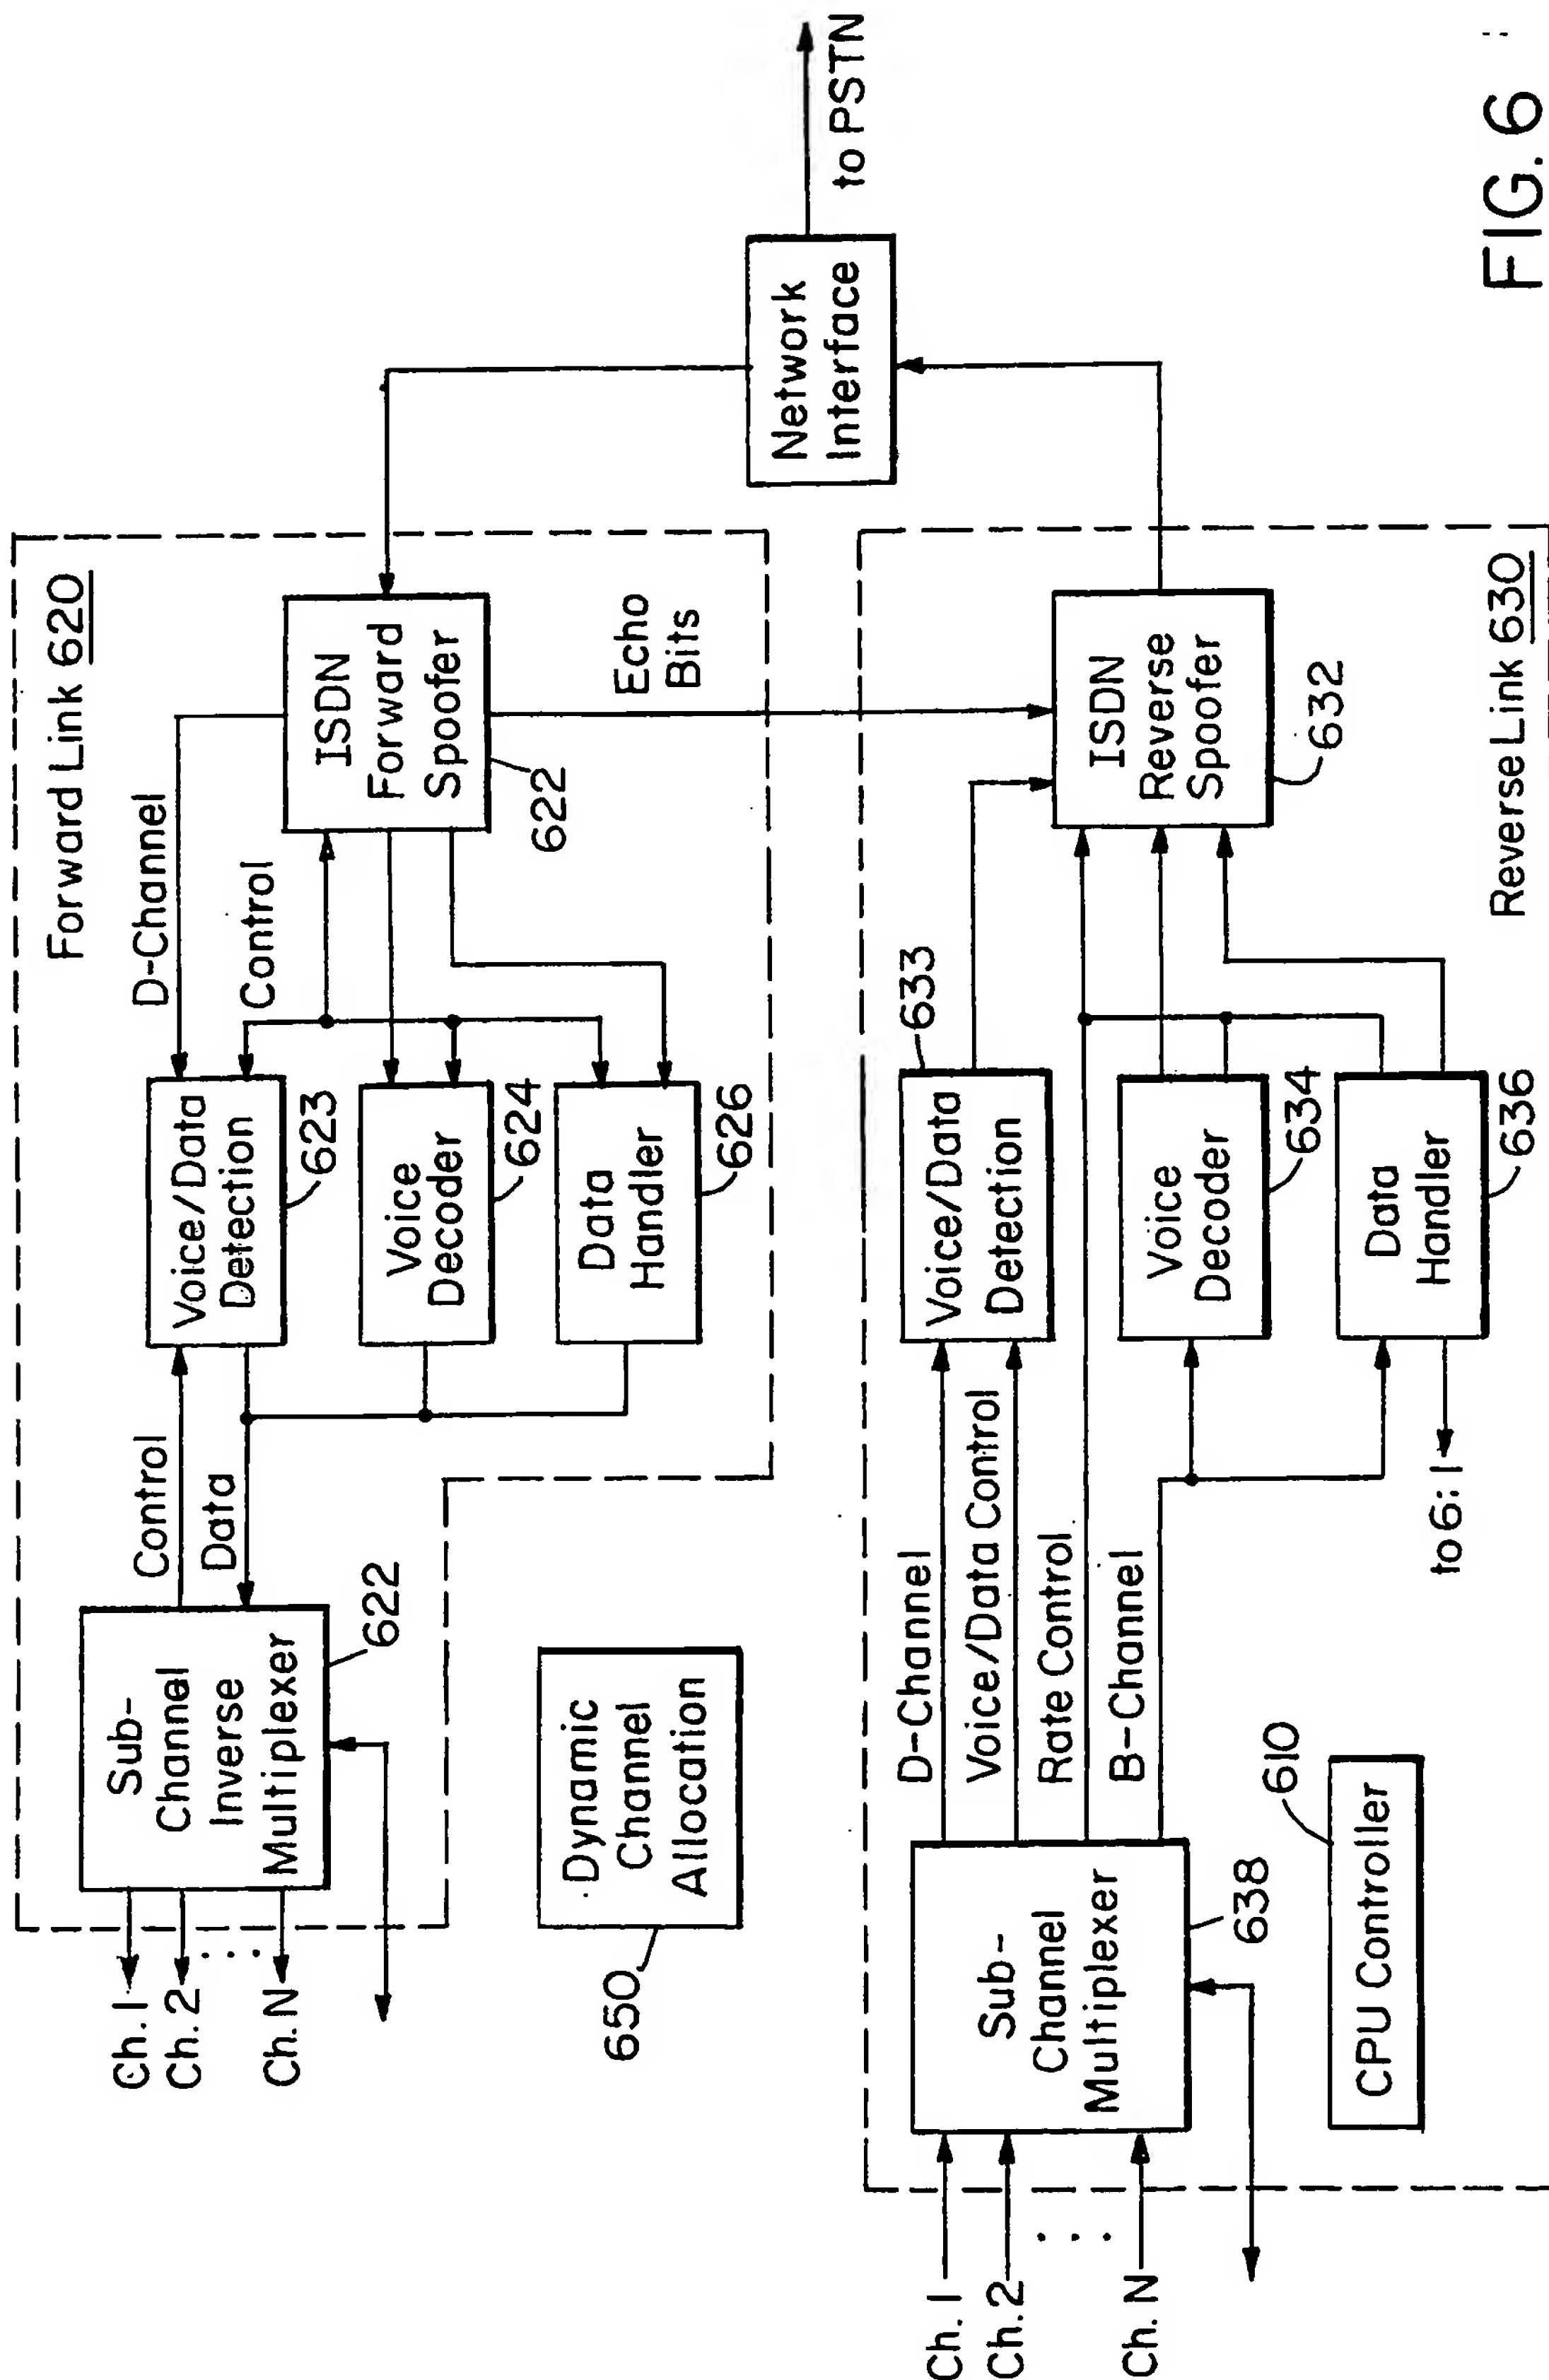 Forward Link 620
Sub-
Channel
Inverse
Multiplexer
622
Ch. 1
Ch. 2
...
Ch. N
Control
Data
Voice/Data
Detection
623
Voice
Decoder
624
Data
Handler
626
D-Channel
Control
ISDN
Forward
Spoofer
622
Echo
Bits
Network
Interface
to PSTN
Dynamic
Channel
Allocation
650
Ch. 1
Ch. 2
...
Ch. N
Sub-
Channel
Multiplexer
638
D-Channel
Voice/Data Control
Rate Control
B-Channel
Voice/Data
Detection
633
Voice
Decoder
634
Data
Handler
636
to 6:1
ISDN
Reverse
Spoofer
632
CPU Controller
610
Reverse Link 630
FIG. 6